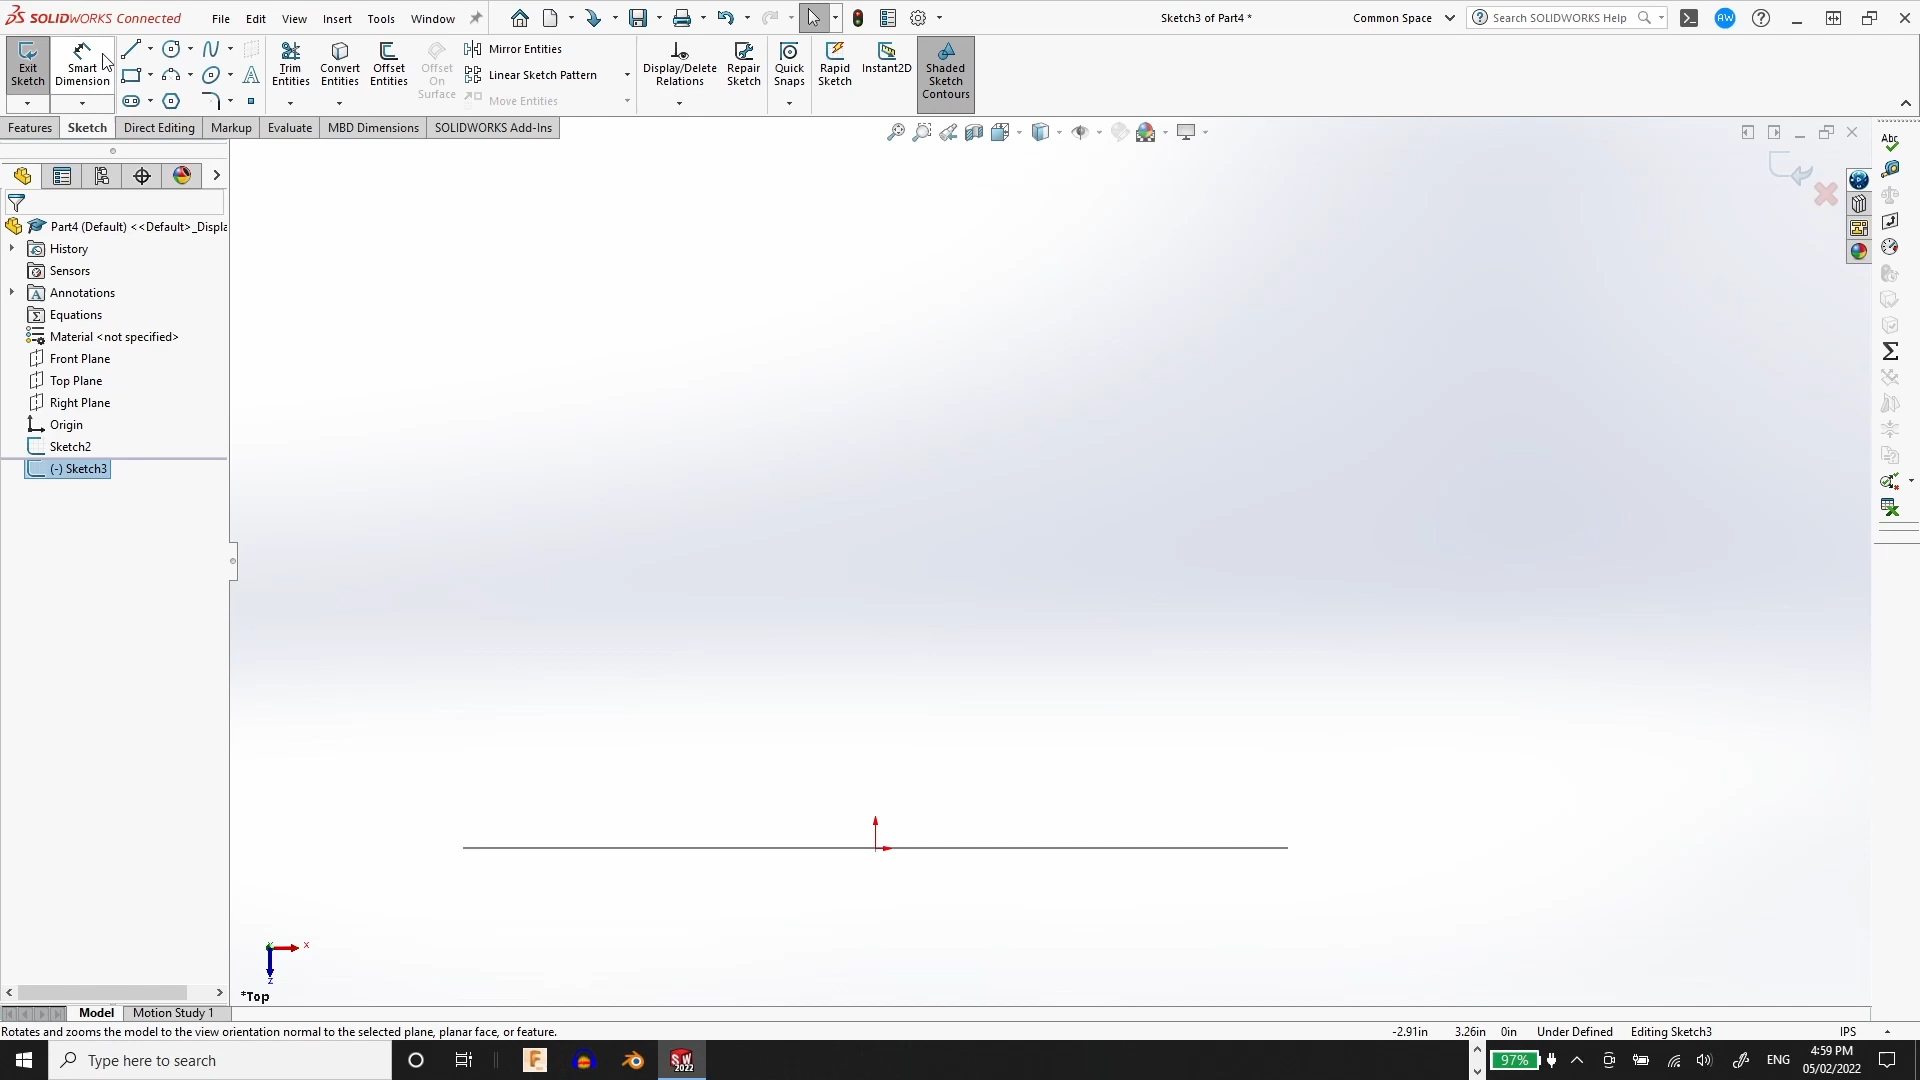 SOLIDWORKS Connected File Edit View Insert Tools Window Sketch3 of Part4 * Common Space Search SOLIDWORKS Help AW
Exit Sketch
Smart Dimension
Trim Entities
Convert Entities
Offset Entities
Offset On Surface
Mirror Entities
Linear Sketch Pattern
Move Entities
Display/Delete Relations
Repair Sketch
Quick Snaps
Rapid Sketch
Instant2D
Shaded Sketch Contours
Features Sketch Direct Editing Markup Evaluate MBD Dimensions SOLIDWORKS Add-Ins
Abc
Part4 (Default) <<Default>_Displa
History
Sensors
Annotations
Equations
Material <not specified>
Front Plane
Top Plane
Right Plane
Origin
Sketch2
(-) Sketch3
x
Y
z
*Top
Model Motion Study 1
Rotates and zooms the model to the view orientation normal to the selected plane, planar face, or feature. -2.91in 3.26in 0in Under Defined Editing Sketch3 IPS
Type here to search
SW
2022
97%
ENG
4:59 PM
05/02/2022